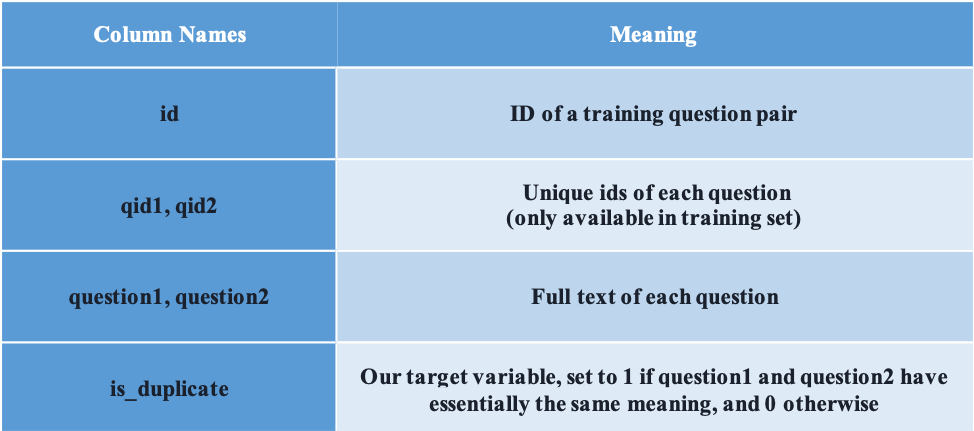 Column Names
Meaning
id
ID of a training question pair
qid1, qid2
Unique ids of each question
(only available in training set)
question1, question2
Full text of each question
is_duplicate
Our target variable, set to 1 if question1 and question2 have
essentially the same meaning, and 0 otherwise